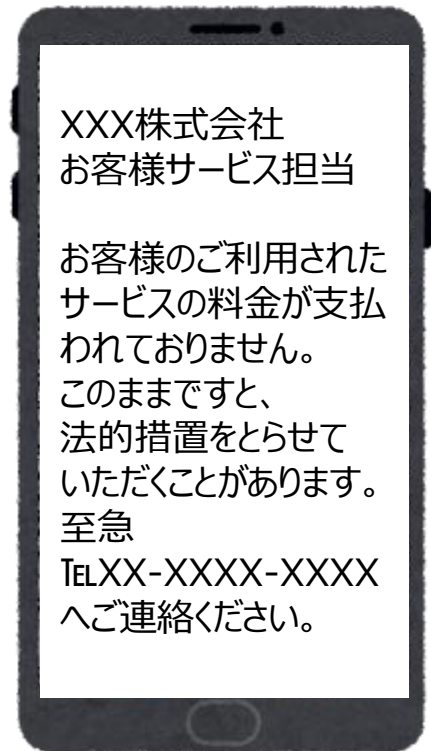 XXX株式会社
お客様サービス担当
お客様のご利用された
サービスの料金が支払
われておりません。
このままですと、
法的措置をとらせて
いただくことがあります。
至急
TELXX-XXXX-XXXX
へご連絡ください。